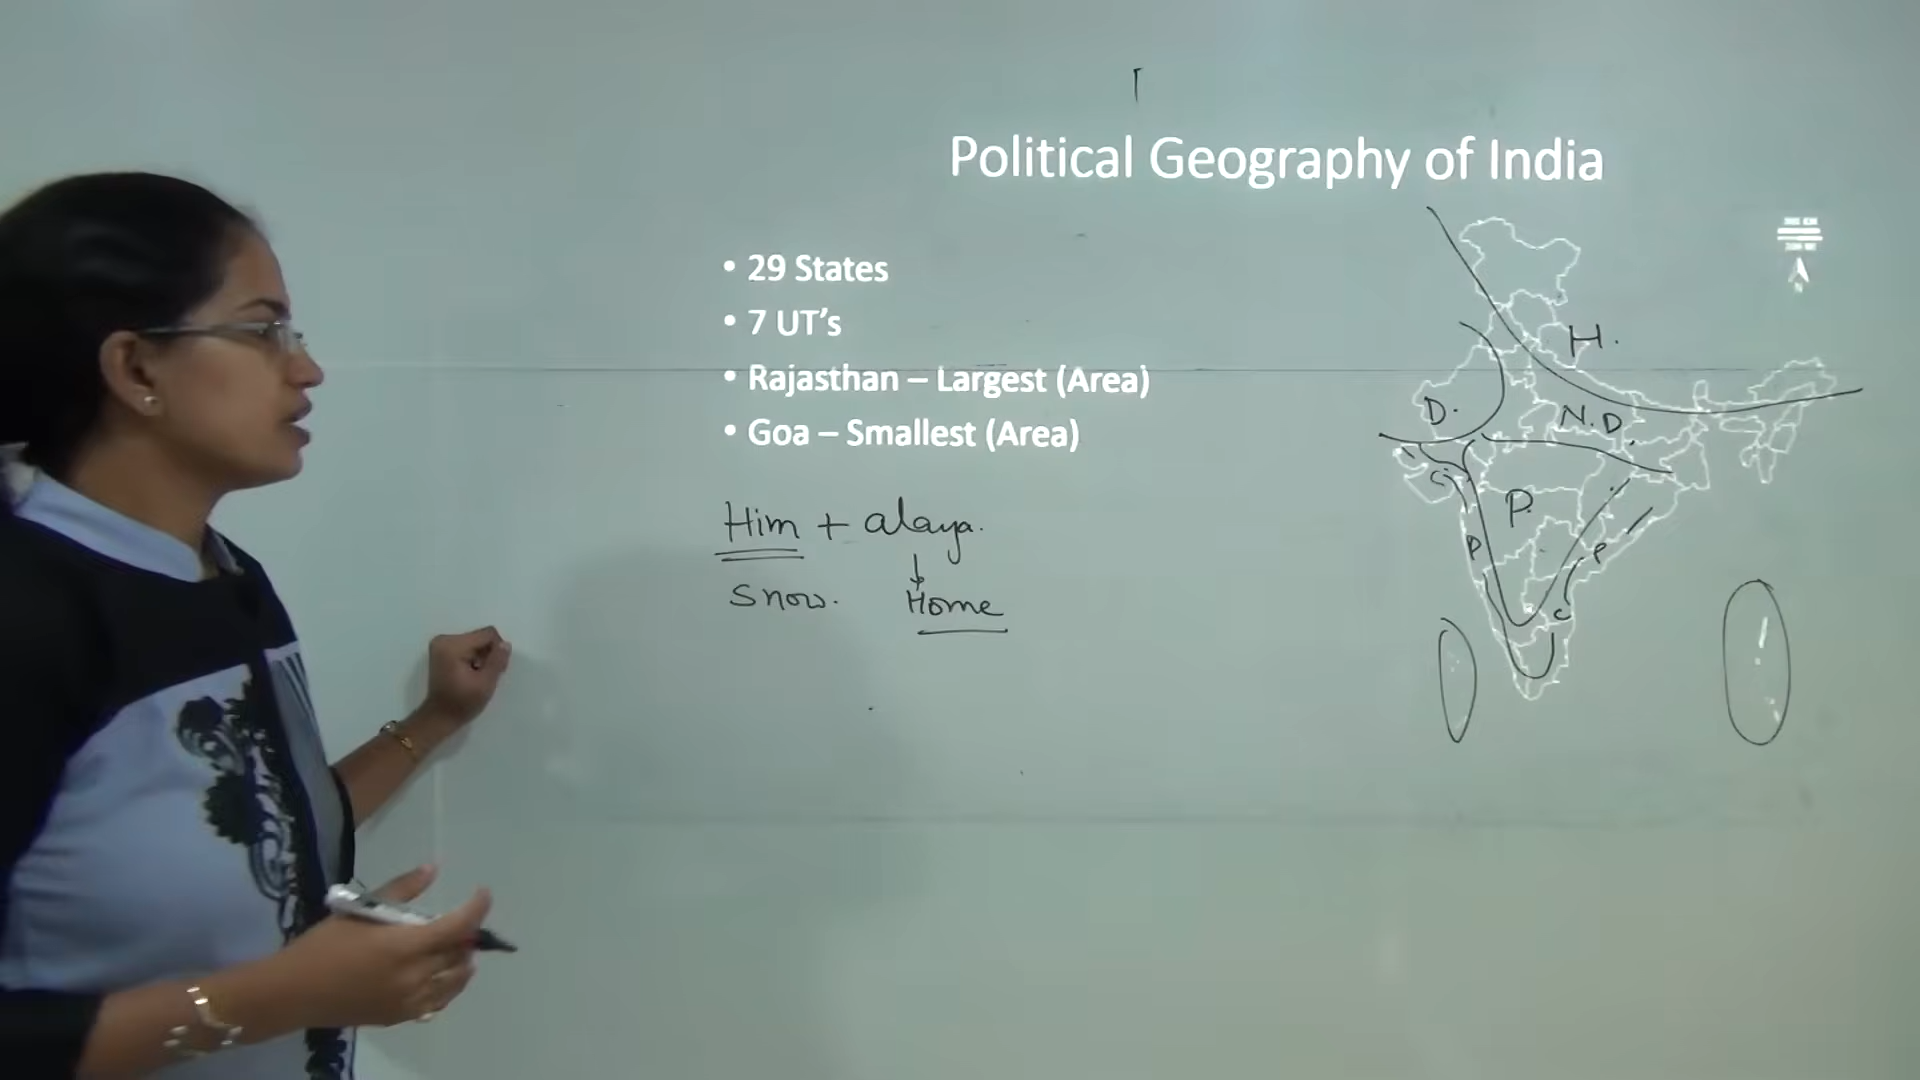 Political Geography of India
• 29 States
• 7 UT's
• Rajasthan – Largest (Area)
• Goa – Smallest (Area)
Him + alaya.
Snow. Home
H.
D.
N.D.
G
P.
P
P
C
N